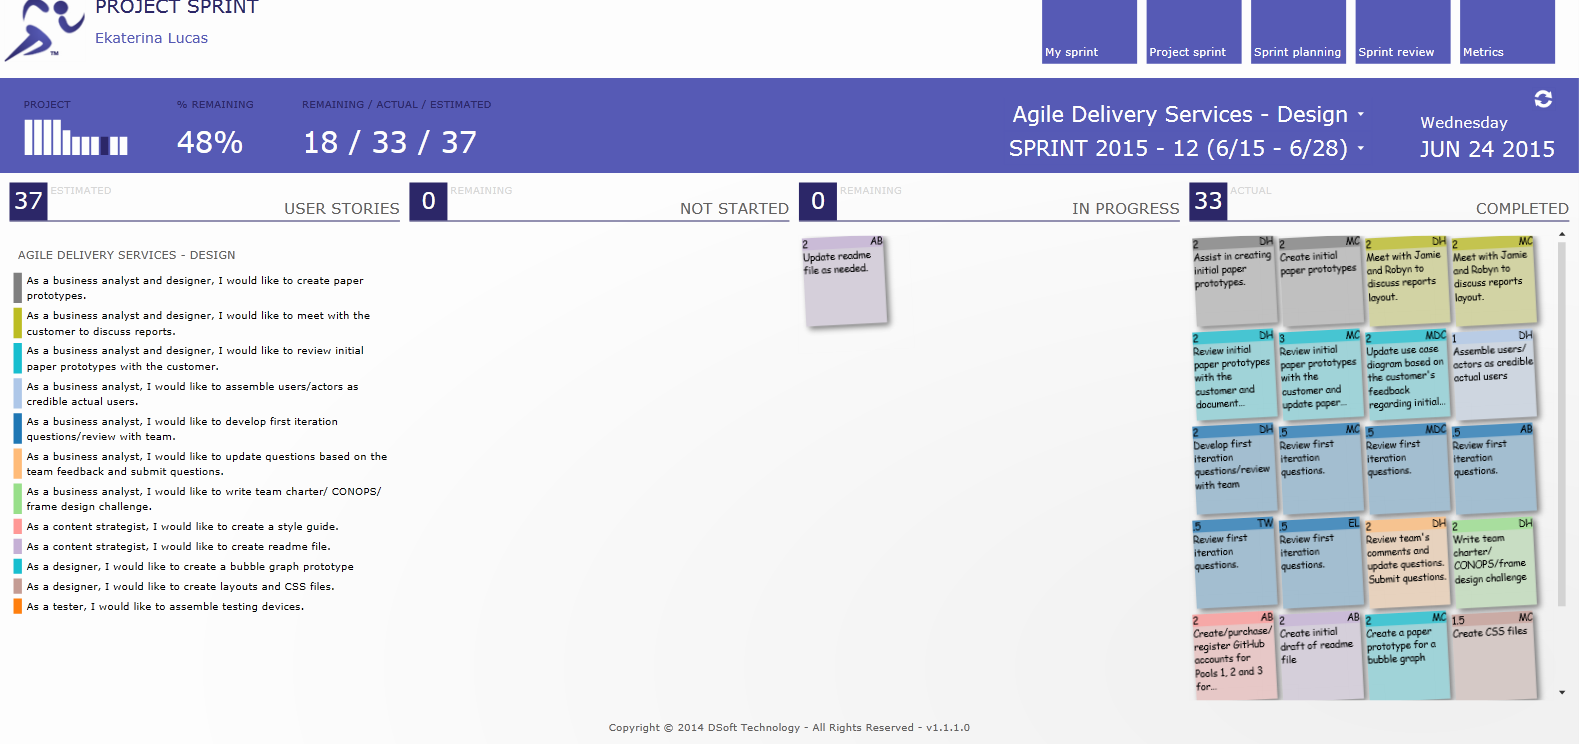 PROJECT SPRINT
Ekaterina Lucas
TM
My sprint
Project sprint
Sprint planning
Sprint review
Metrics
PROJECT
% REMAINING
48%
REMAINING / ACTUAL / ESTIMATED
18 / 33 / 37
Agile Delivery Services - Design
SPRINT 2015 - 12 (6/15 - 6/28)
Wednesday
JUN 24 2015
37
ESTIMATED
USER STORIES
0
REMAINING
NOT STARTED
0
REMAINING
IN PROGRESS
33
ACTUAL
COMPLETED
AGILE DELIVERY SERVICES - DESIGN
As a business analyst and designer, I would like to create paper
prototypes.
As a business analyst and designer, I would like to meet with the
customer to discuss reports.
As a business analyst and designer, I would like to review initial
paper prototypes with the customer.
As a business analyst, I would like to assemble users/actors as
credible actual users.
As a business analyst, I would like to develop first iteration
questions/review with team.
As a business analyst, I would like to update questions based on the
team feedback and submit questions.
As a business analyst, I would like to write team charter/ CONOPS/
frame design challenge.
As a content strategist, I would like to create a style guide.
As a content strategist, I would like to create readme file.
As a designer, I would like to create a bubble graph prototype
As a designer, I would like to create layouts and CSS files.
As a tester, I would like to assemble testing devices.
2 AB
Update readme
file as needed.
2 DH
Assist in creating
initial paper
prototypes.
2 MC
Create initial
paper prototypes
2 DH
Meet with Jamie
and Robyn to
discuss reports
layout.
2 MC
Meet with Jamie
and Robyn to
discuss reports
layout.
2 DH
Review initial
paper prototypes
with the
customer and
document...
3 MC
Review initial
paper prototypes
with the
customer and
update paper...
2 MDC
Update use case
diagram based on
the customer's
feedback
regarding initial...
1 DH
Assemble users/
actors as credible
actual users
2 DH
Develop first
iteration
questions/review
with team
.5 MC
Review first
iteration
questions.
.5 MDC
Review first
iteration
questions.
.5 AB
Review first
iteration
questions.
.5 TW
Review first
iteration
questions.
.5 EL
Review first
iteration
questions.
2 DH
Review team's
comments and
update questions.
Submit questions.
2 DH
Write team
charter/
CONOPS/frame
design challenge
2 AB
Create/purchase/
register GitHub
accounts for
Pools 1, 2 and 3
for...
2 AB
Create initial
draft of readme
file
2 MC
Create a paper
prototype for a
bubble graph
1.5 MC
Create CSS files
Copyright © 2014 DSoft Technology - All Rights Reserved - v1.1.1.0